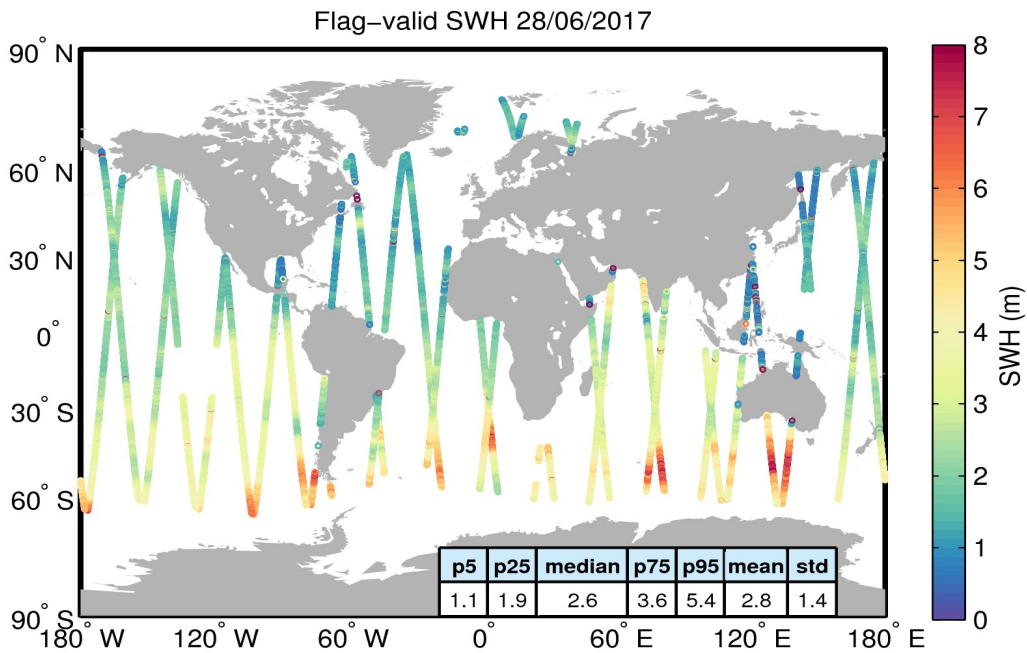 Flag−valid SWH 28/06/2017
90° N
60° N
30° N
0°
30° S
60° S
90° S
180° W
120° W
60° W
0°
60° E
120° E
180° E
p5 p25 median p75 p95 mean std
1.1 1.9 2.6 3.6 5.4 2.8 1.4
8
7
6
5
4
3
2
1
0
SWH (m)